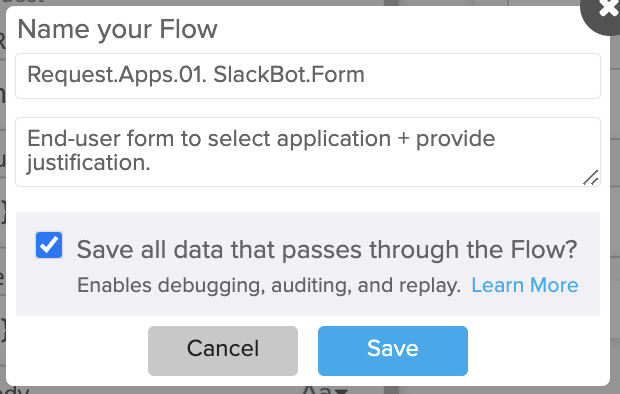 Name your Flow
Request.Apps.01. SlackBot.Form
End-user form to select application + provide
justification.
Save all data that passes through the Flow?
Enables debugging, auditing, and replay. Learn More
Cancel
Save
Aa